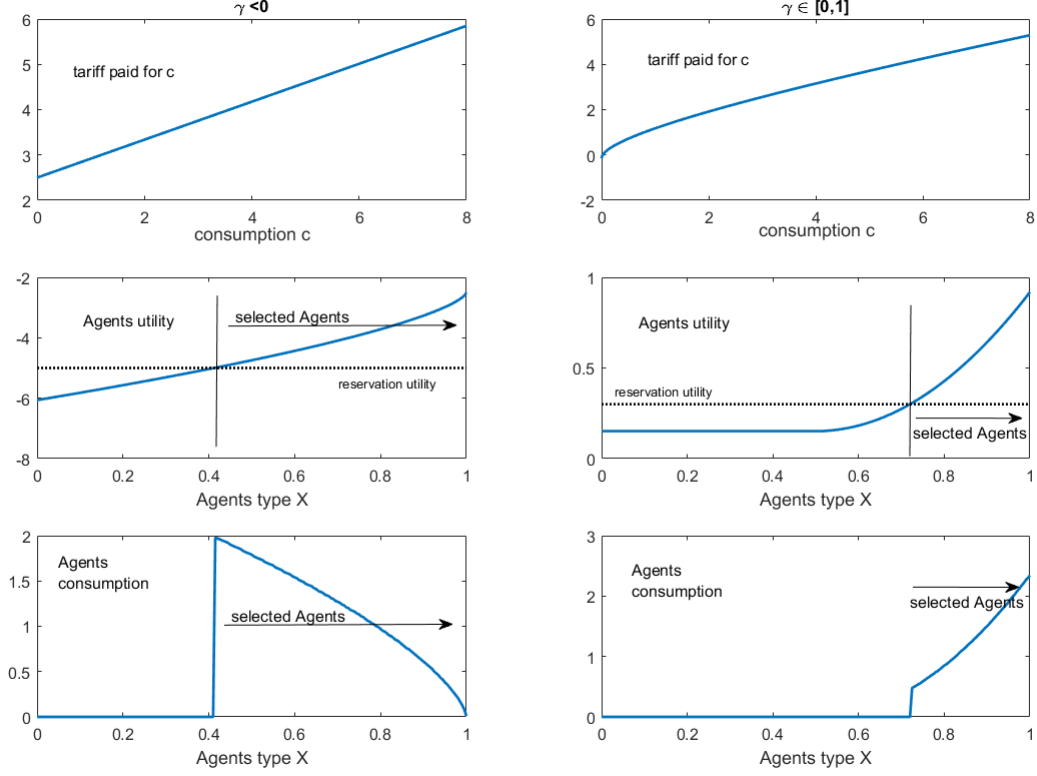 γ <0
6
5
4
3
2
tariff paid for c
0 2 4 6 8
consumption c
γ ∈ [0,1]
6
4
2
0
-2
tariff paid for c
0 2 4 6 8
consumption c
-2
-4
-6
-8
Agents utility
selected Agents
reservation utility
0 0.2 0.4 0.6 0.8 1
Agents type X
1
0.5
0
Agents utility
reservation utility
selected Agents
0 0.2 0.4 0.6 0.8 1
Agents type X
2
1.5
1
0.5
0
Agents
consumption
selected Agents
0 0.2 0.4 0.6 0.8 1
Agents type X
3
2
1
0
Agents
consumption
selected Agents
0 0.2 0.4 0.6 0.8 1
Agents type X